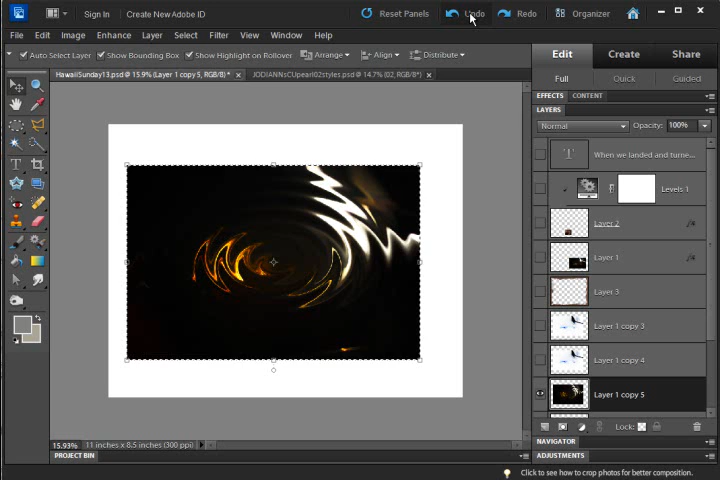 Sign In Create New Adobe ID Reset Panels Undo Redo Organizer
File Edit Image Enhance Layer Select Filter View Window Help
Auto Select Layer Show Bounding Box Show Highlight on Rollover Arrange Align Distribute
Edit Create Share
HawaiiSunday13.psd @ 15.9% (Layer 1 copy 5, RGB/8) * × JODIANNsCUpearl02styles.psd @ 14.7% (02, RGB/8*) ×
Full Quick Guided
EFFECTS CONTENT
LAYERS
Normal Opacity: 100%
T When we landed and turne...
Levels 1
Layer 2
Layer 1
Layer 3
Layer 1 copy 3
Layer 1 copy 4
Layer 1 copy 5
Lock:
15.93% 11 inches x 8.5 inches (300 ppi)
NAVIGATOR
PROJECT BIN
ADJUSTMENTS
Click to see how to crop photos for better composition.